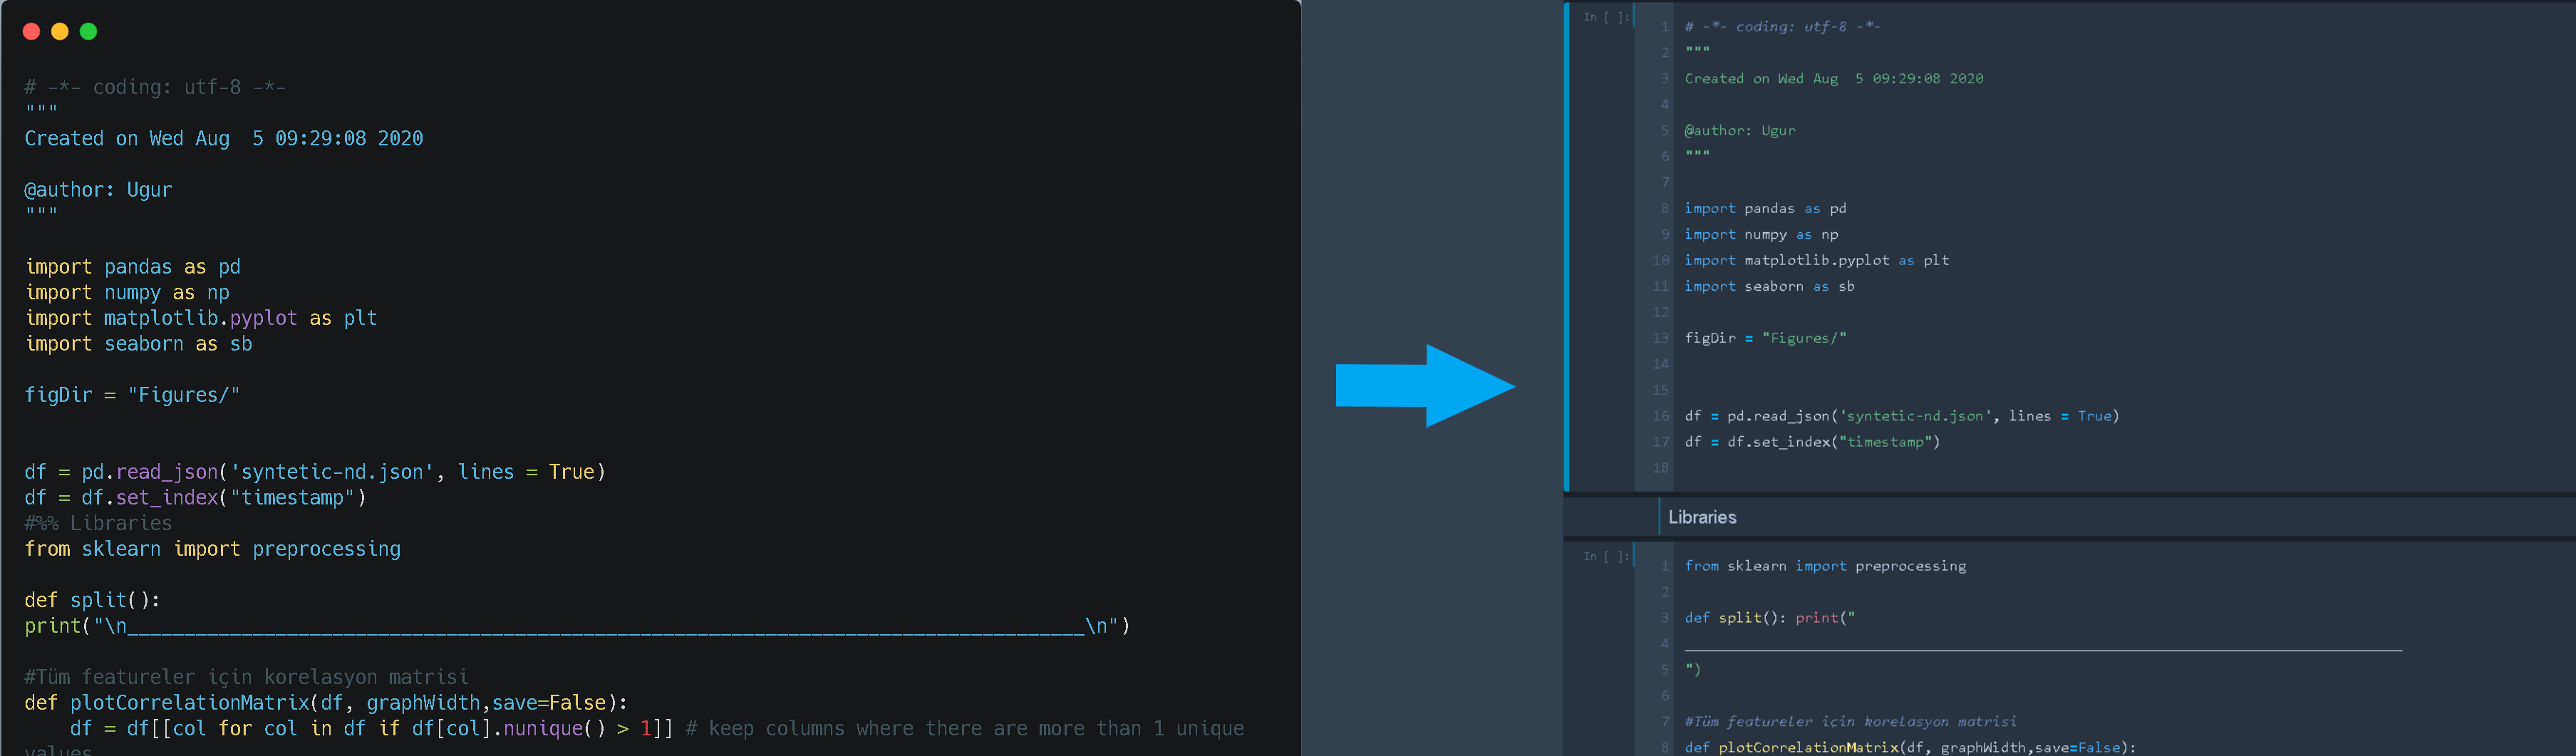 # -*- coding: utf-8 -*-
"""
Created on Wed Aug  5 09:29:08 2020
@author: Ugur
"""
import pandas as pd
import numpy as np
import matplotlib.pyplot as plt
import seaborn as sb
figDir = "Figures/"
df = pd.read_json('syntetic-nd.json', lines = True)
df = df.set_index("timestamp")
#%% Libraries
from sklearn import preprocessing
def split():
print("\n____________________________________________________________________________________\n")
#Tüm featureler için korelasyon matrisi
def plotCorrelationMatrix(df, graphWidth,save=False):
    df = df[[col for col in df if df[col].nunique() > 1]] # keep columns where there are more than 1 unique
values
In [ ]:
1 # -*- coding: utf-8 -*-
2 """
3 Created on Wed Aug  5 09:29:08 2020
4
5 @author: Ugur
6 """
7
8 import pandas as pd
9 import numpy as np
10 import matplotlib.pyplot as plt
11 import seaborn as sb
12
13 figDir = "Figures/"
14
15
16 df = pd.read_json('syntetic-nd.json', lines = True)
17 df = df.set_index("timestamp")
18
Libraries
In [ ]:
1 from sklearn import preprocessing
2
3 def split(): print("
4 ____________________________________________________________________________________
5 ")
6
7 #Tüm featureler için korelasyon matrisi
8 def plotCorrelationMatrix(df, graphWidth,save=False):